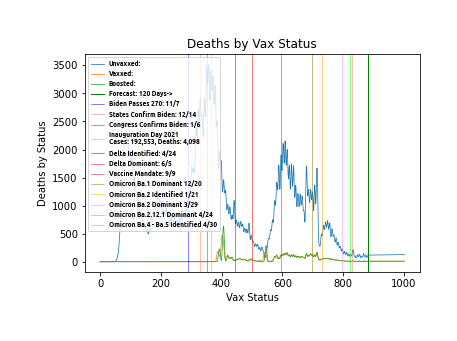 Deaths by Vax Status
Deaths by Status
3500
3000
2500
2000
1500
1000
500
0
Unvaxxed:
Vaxxed:
Boosted:
Forecast: 120 Days->
Biden Passes 270: 11/7
States Confirm Biden: 12/14
Congress Confirms Biden: 1/6
Inauguration Day 2021
Cases: 192,553, Deaths: 4,098
Delta Identified: 4/24
Delta Dominant: 6/5
Vaccine Mandate: 9/9
Omicron Ba.1 Dominant 12/20
Omicron Ba.2 Identified 1/21
Omicron Ba.2 Dominant 3/29
Omicron Ba.2.12.1 Dominant 4/24
Omicron Ba.4 - Ba.5 Identified 4/30
0 200 400 600 800 1000
Vax Status